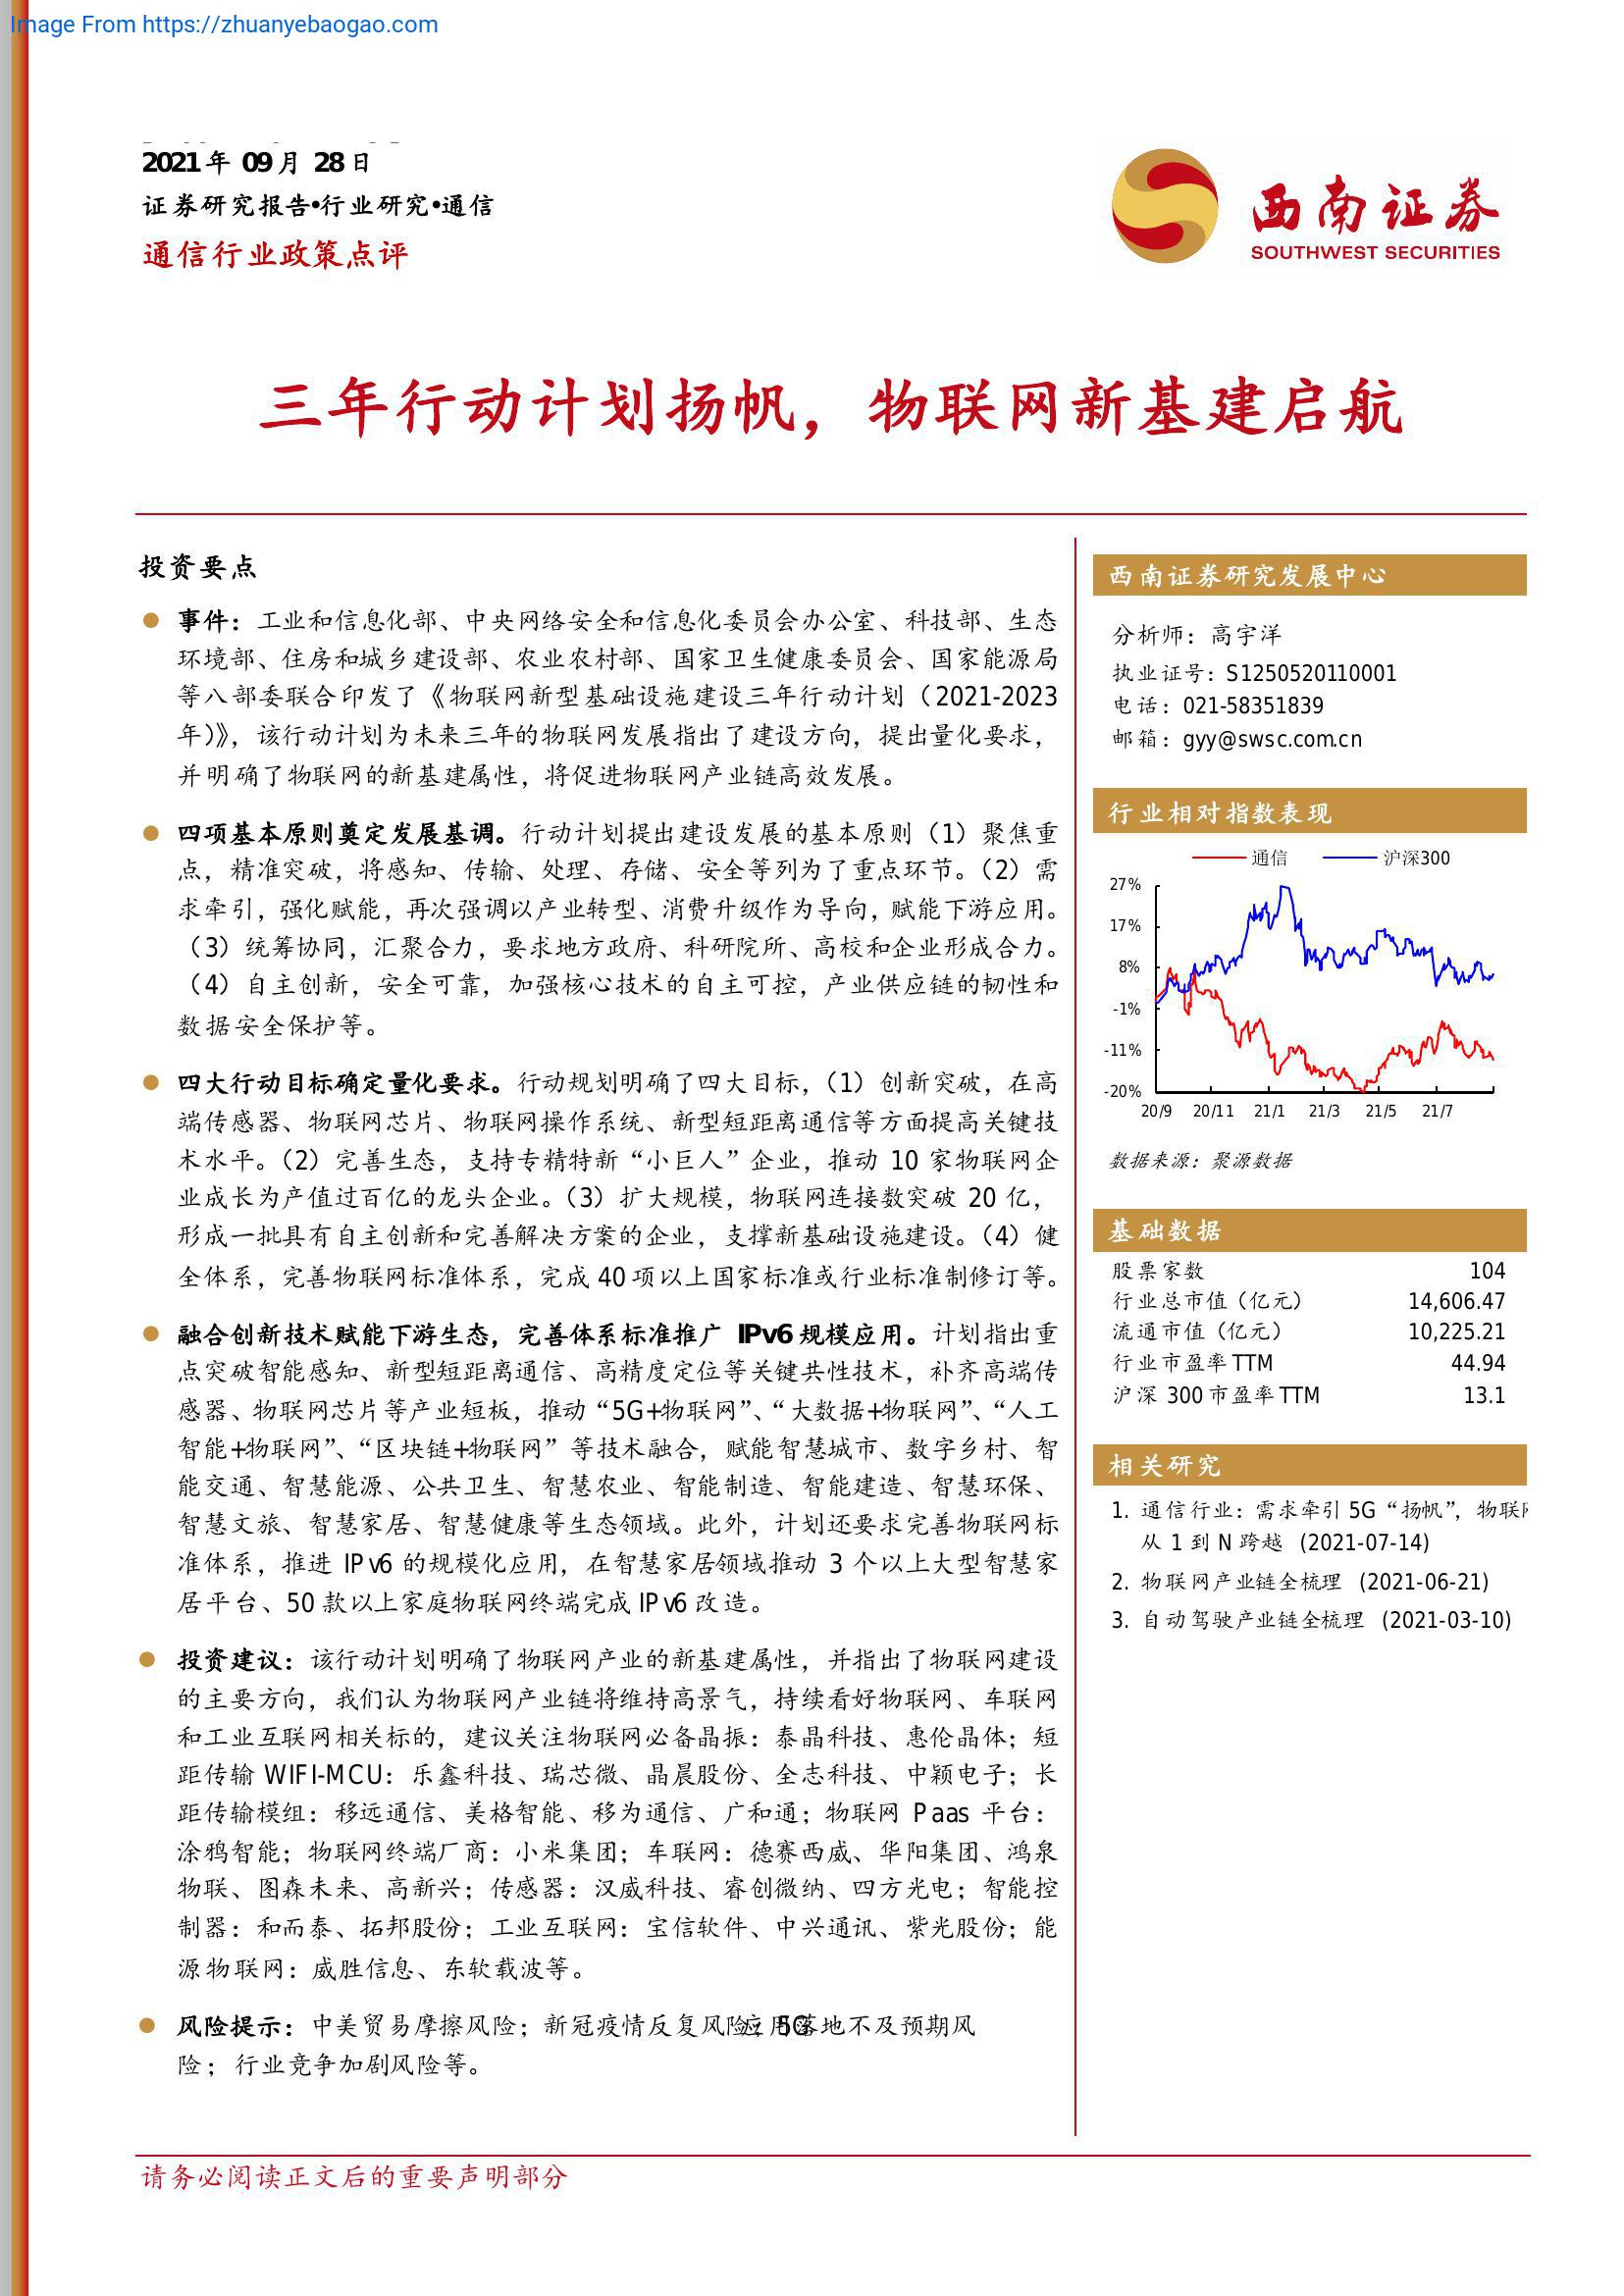 Image From https://zhuanyebaogao.com
2021年 09月 28日
证券研究报告•行业研究•通信
通信行业政策点评
西南证券
SOUTHWEST SECURITIES
三年行动计划扬帆，物联网新基建启航
投资要点
事件：工业和信息化部、中央网络安全和信息化委员会办公室、科技部、生态
环境部、住房和城乡建设部、农业农村部、国家卫生健康委员会、国家能源局
等八部委联合印发了《物联网新型基础设施建设三年行动计划（2021-2023
年）》，该行动计划为未来三年的物联网发展指出了建设方向，提出量化要求，
并明确了物联网的新基建属性，将促进物联网产业链高效发展。
四项基本原则奠定发展基调。行动计划提出建设发展的基本原则（1）聚焦重
点，精准突破，将感知、传输、处理、存储、安全等列为了重点环节。（2）需
求牵引，强化赋能，再次强调以产业转型、消费升级作为导向，赋能下游应用。
（3）统筹协同，汇聚合力，要求地方政府、科研院所、高校和企业形成合力。
（4）自主创新，安全可靠，加强核心技术的自主可控，产业供应链的韧性和
数据安全保护等。
四大行动目标确定量化要求。行动规划明确了四大目标，（1）创新突破，在高
端传感器、物联网芯片、物联网操作系统、新型短距离通信等方面提高关键技
术水平。（2）完善生态，支持专精特新“小巨人”企业，推动 10 家物联网企
业成长为产值过百亿的龙头企业。（3）扩大规模，物联网连接数突破 20 亿，
形成一批具有自主创新和完善解决方案的企业，支撑新基础设施建设。（4）健
全体系，完善物联网标准体系，完成 40 项以上国家标准或行业标准制修订等。
融合创新技术赋能下游生态，完善体系标准推广 IPv6 规模应用。计划指出重
点突破智能感知、新型短距离通信、高精度定位等关键共性技术，补齐高端传
感器、物联网芯片等产业短板，推动“5G+物联网”、“大数据+物联网”、“人工
智能+物联网”、“区块链+物联网”等技术融合，赋能智慧城市、数字乡村、智
能交通、智慧能源、公共卫生、智慧农业、智能制造、智能建造、智慧环保、
智慧文旅、智慧家居、智慧健康等生态领域。此外，计划还要求完善物联网标
准体系，推进 IPv6 的规模化应用，在智慧家居领域推动 3 个以上大型智慧家
居平台、50 款以上家庭物联网终端完成 IPv6 改造。
投资建议：该行动计划明确了物联网产业的新基建属性，并指出了物联网建设
的主要方向，我们认为物联网产业链将维持高景气，持续看好物联网、车联网
和工业互联网相关标的，建议关注物联网必备晶振：泰晶科技、惠伦晶体；短
距传输 WIFI-MCU：乐鑫科技、瑞芯微、晶晨股份、全志科技、中颖电子；长
距传输模组：移远通信、美格智能、移为通信、广和通；物联网 Paas 平台：
涂鸦智能；物联网终端厂商：小米集团；车联网：德赛西威、华阳集团、鸿泉
物联、图森未来、高新兴；传感器：汉威科技、睿创微纳、四方光电；智能控
制器：和而泰、拓邦股份；工业互联网：宝信软件、中兴通讯、紫光股份；能
源物联网：威胜信息、东软载波等。
风险提示：中美贸易摩擦风险；新冠疫情反复风险；5G应用落地不及预期风
险；行业竞争加剧风险等。
西南证券研究发展中心
分析师：高宇洋
执业证号：S1250520110001
电话：021-58351839
邮箱：gyy@swsc.com.cn
行业相对指数表现
通信 沪深300
27%
17%
8%
-1%
-11%
-20%
20/9 20/11 21/1 21/3 21/5 21/7
数据来源：聚源数据
基础数据
股票家数 104
行业总市值（亿元） 14,606.47
流通市值（亿元） 10,225.21
行业市盈率TTM 44.94
沪深 300市盈率TTM 13.1
相关研究
1. 通信行业：需求牵引 5G“扬帆”，物联
从 1 到 N 跨越 (2021-07-14)
2. 物联网产业链全梳理 (2021-06-21)
3. 自动驾驶产业链全梳理 (2021-03-10)
请务必阅读正文后的重要声明部分